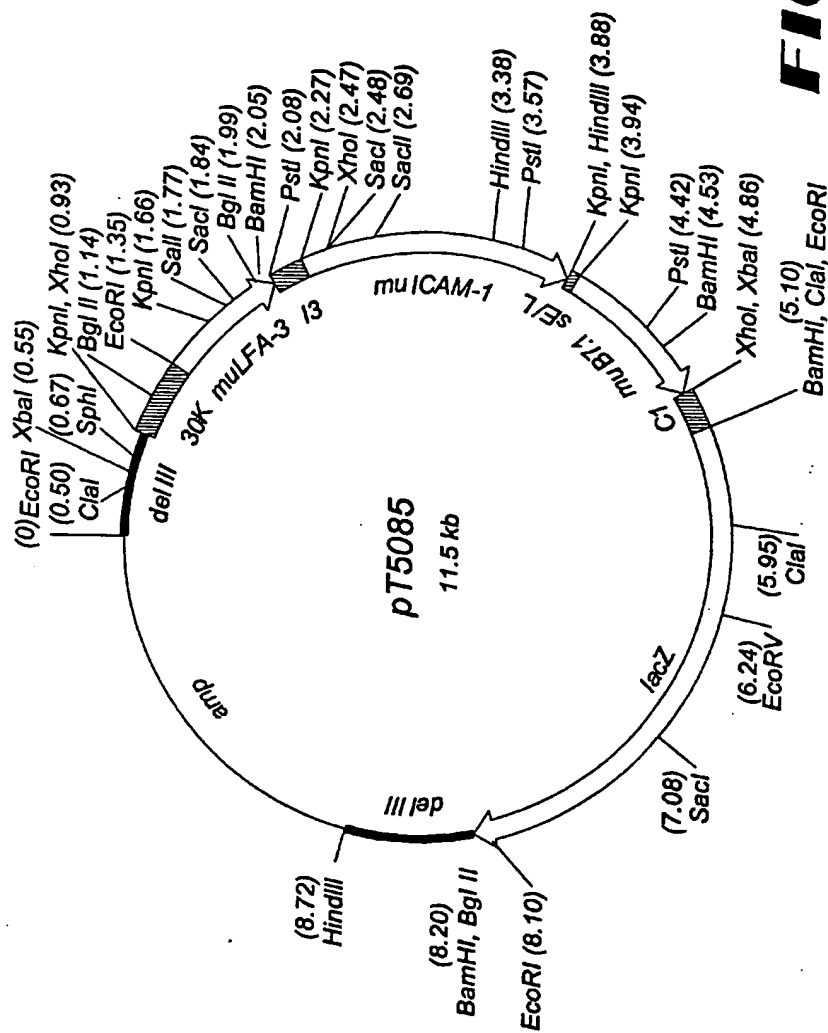 (0)EcoRI
XbaI (0.55)
(0.50)
ClaI
(0.67)
SphI
KpnI, XhoI (0.93)
Bgl II (1.14)
EcoRI (1.35)
KpnI (1.66)
SalI (1.77)
SacI (1.84)
Bgl II (1.99)
BamHI (2.05)
PstI (2.08)
KpnI (2.27)
XhoI (2.47)
SacI (2.48)
SacII (2.69)
HindIII (3.38)
PstI (3.57)
KpnI, HindIII (3.88)
KpnI (3.94)
PstI (4.42)
BamHI (4.53)
XhoI, XbaI (4.86)
(5.10)
BamHI, ClaI, EcoRI
(5.95)
ClaI
(6.24)
EcoRV
(7.08)
SacI
EcoRI (8.10)
(8.20)
BamHI, Bgl II
(8.72)
HindIII
del III
30K
muLFA-3
I3
muICAM-1
sE/L
muB7.1
C1
lacZ
del III
amp
pT5085
11.5 kb